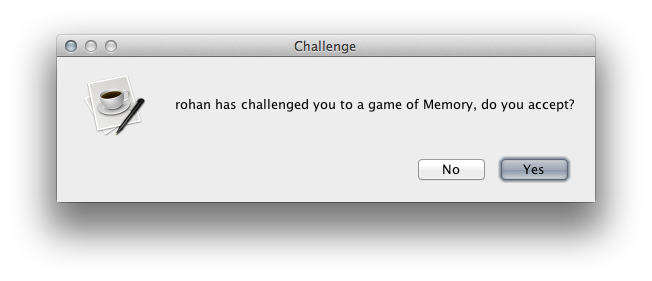 Challenge
rohan has challenged you to a game of Memory, do you accept?
No
Yes